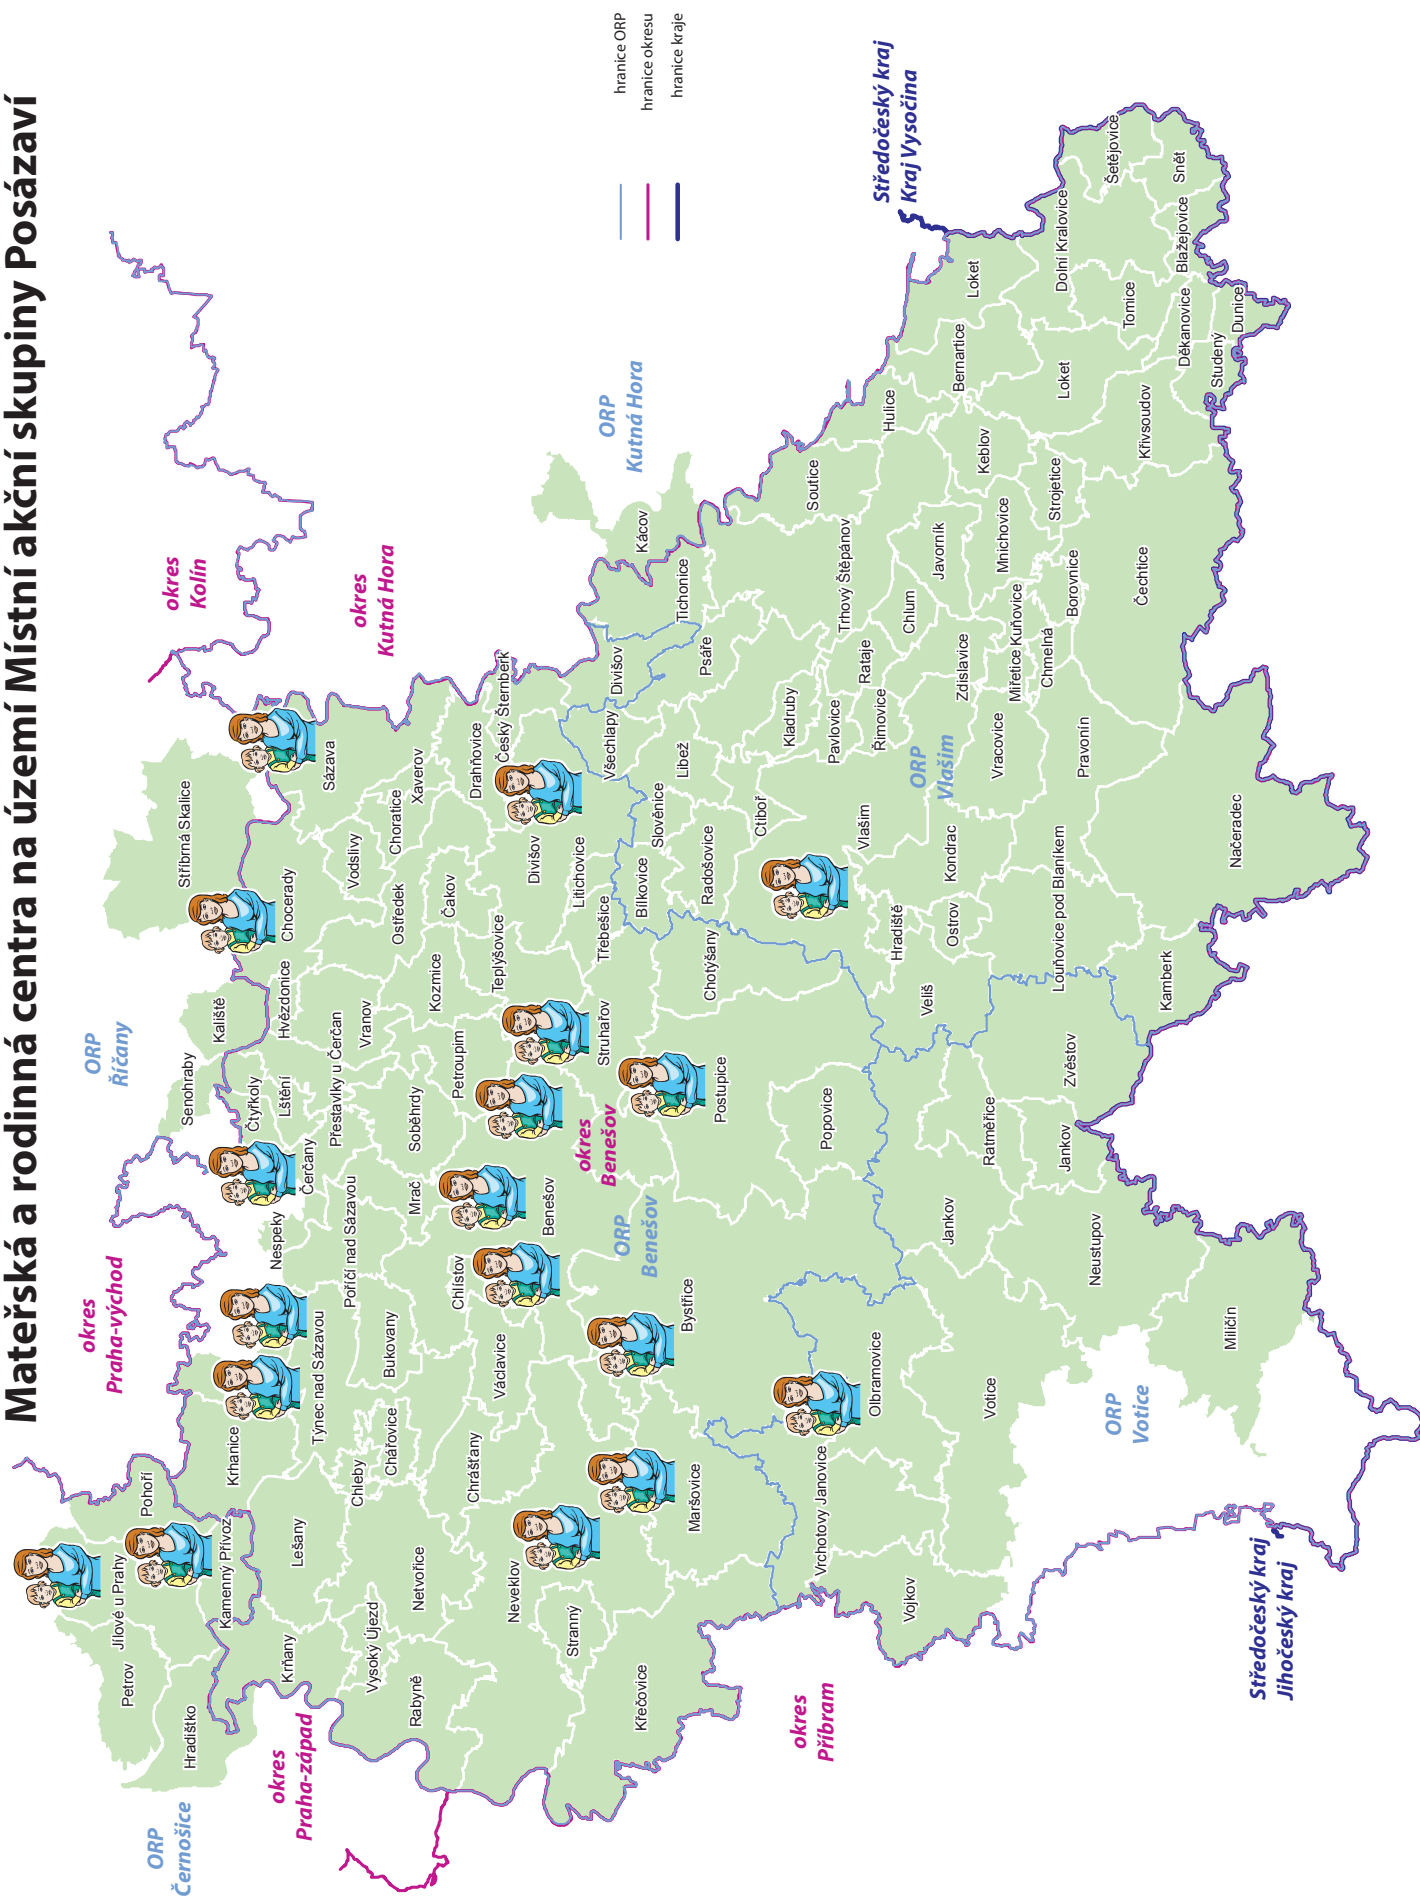 Mateřská a rodinná centra na území Místní akční skupiny Posázaví
hranice ORP
hranice okresu
hranice kraje
okres
Praha-východ
okres
Kolín
okres
Kutná Hora
okres
Praha-západ
okres
Příbram
okres
Benešov
ORP
Černošice
ORP
Říčany
ORP
Kutná Hora
ORP
Benešov
ORP
Vlašim
ORP
Votice
Středočeský kraj
Kraj Vysočina
Středočeský kraj
Jihočeský kraj
Petrov
Jílové u Prahy
Pohoří
Hradištko
Kamenný Přívoz
Krhanice
Senohraby
Kaliště
Stříbrná Skalice
Krňany
Lešany
Týnec nad Sázavou
Nespeky
Čerčany
Čtyřkoly
Lštění
Hvězdonice
Chocerady
Sázava
Přestavlky u Čerčan
Poříčí nad Sázavou
Vranov
Vodslivy
Vysoký Újezd
Chleby
Chářovice
Bukovany
Ostředek
Choratice
Xaverov
Rabyně
Netvořice
Mrač
Soběhrdy
Kozmice
Čakov
Chrášťany
Chlístov
Petroupim
Drahňovice
Václavice
Teplýšovice
Český Šternberk
Neveklov
Benešov
Divišov
Stranný
Struhařov
Třebešice
Litichovice
Všechlapy
Divišov
Křečovice
Maršovice
Bystřice
Postupice
Bílkovice
Slověnice
Libež
Kácov
Tichonice
Chotýšany
Radošovice
Psáře
Ctiboř
Kladruby
Soutice
Vrchotovy Janovice
Olbramovice
Popovice
Vlašim
Pavlovice
Rataje
Trhový Štěpánov
Římovice
Hulice
Vojkov
Hradiště
Chlum
Veliš
Ostrov
Kondrac
Javorník
Jankov
Zdislavice
Bernartice
Loket
Votice
Ratměřice
Vracovice
Mnichovice
Keblov
Miřetice
Kuňovice
Jankov
Zvěstov
Louňovice pod Blaníkem
Chmelná
Borovnice
Strojetice
Loket
Dolní Kralovice
Neustupov
Pravonín
Šetějovice
Čechtice
Křivsoudov
Tomice
Kamberk
Děkanovice
Blažejovice
Snět
Miličín
Načeradec
Studený
Dunice